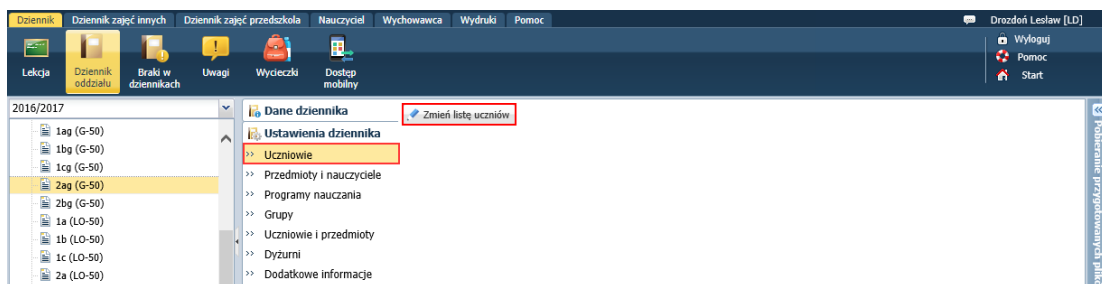 Dziennik Dziennik zajęć innych Dziennik zajęć przedszkola Nauczyciel Wychowawca Wydruki Pomoc Drozdoń Lesław [LD]
Lekcja Dziennik oddziału Braki w dziennikach Uwagi Wycieczki Dostęp mobilny
Wyloguj
Pomoc
Start
2016/2017
1ag (G-50)
1bg (G-50)
1cg (G-50)
2ag (G-50)
2bg (G-50)
1a (LO-50)
1b (LO-50)
1c (LO-50)
2a (LO-50)
Dane dziennika
Ustawienia dziennika
>> Uczniowie
>> Przedmioty i nauczyciele
>> Programy nauczania
>> Grupy
>> Uczniowie i przedmioty
>> Dyżurni
>> Dodatkowe informacje
Zmień listę uczniów
« Pobieranie przygotowanych